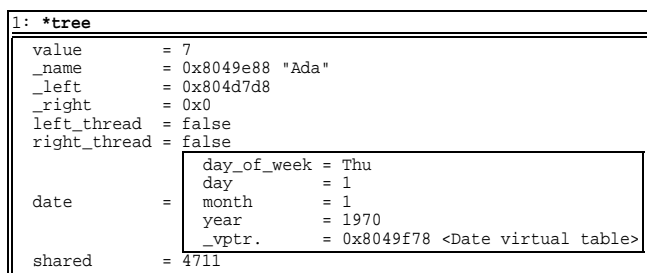 1: *tree
value = 7
_name = 0x8049e88 "Ada"
_left = 0x804d7d8
_right = 0x0
left_thread = false
right_thread = false
date =
day_of_week = Thu
day = 1
month = 1
year = 1970
_vptr. = 0x8049f78 <Date virtual table>
shared = 4711